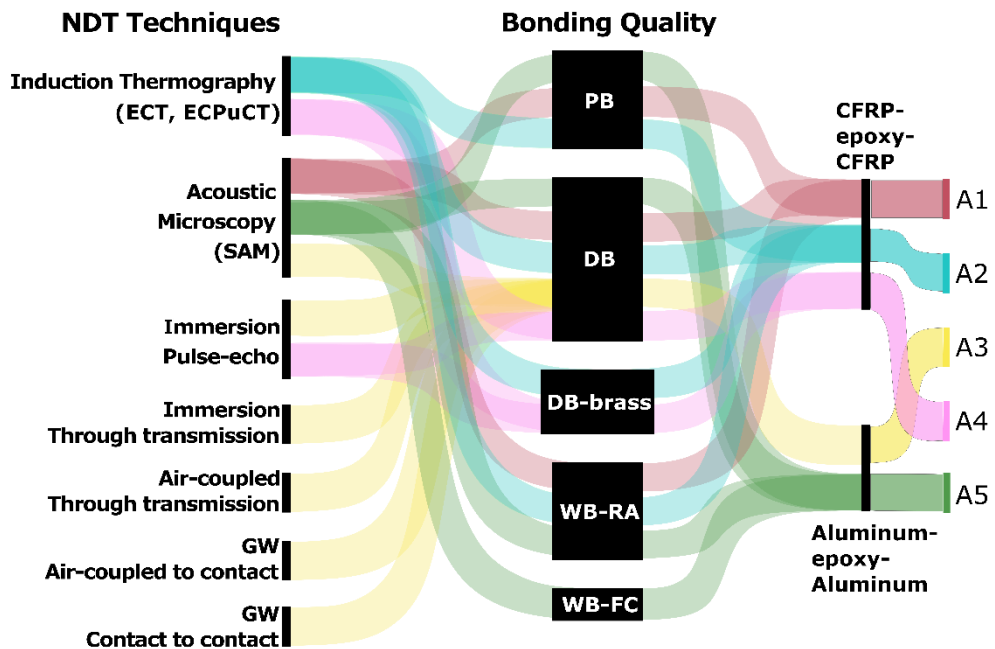 NDT Techniques
Bonding Quality
Induction Thermography
(ECT, ECPuCT)
Acoustic
Microscopy
(SAM)
Immersion
Pulse-echo
Immersion
Through transmission
Air-coupled
Through transmission
GW
Air-coupled to contact
GW
Contact to contact
PB
DB
DB-brass
WB-RA
WB-FC
CFRP-
epoxy-
CFRP
Aluminum-
epoxy-
Aluminum
A1
A2
A3
A4
A5